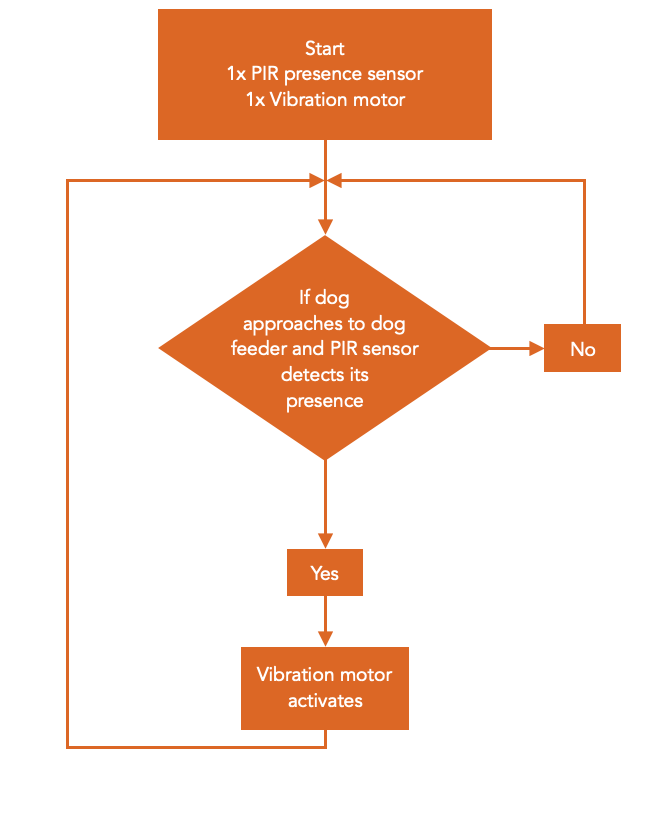 Start
1x PIR presence sensor
1x Vibration motor
If dog
approaches to dog
feeder and PIR sensor
detects its
presence
No
Yes
Vibration motor
activates